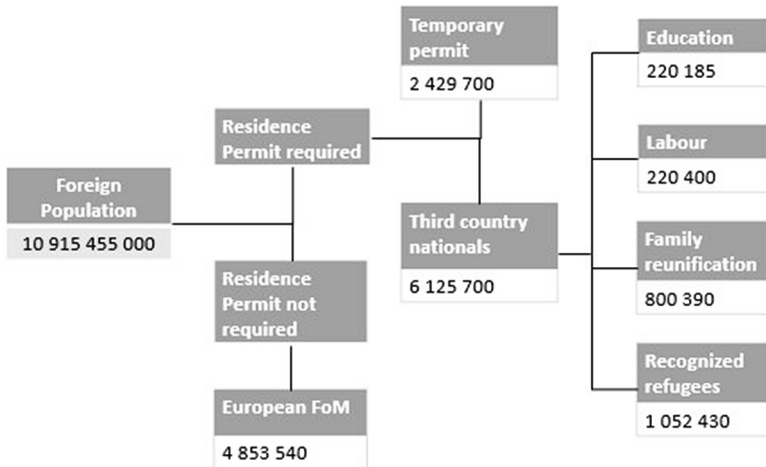 Foreign
Population
10 915 455 000
Residence
Permit required
Residence
Permit not
required
European FoM
4 853 540
Temporary
permit
2 429 700
Third country
nationals
6 125 700
Education
220 185
Labour
220 400
Family
reunification
800 390
Recognized
refugees
1 052 430